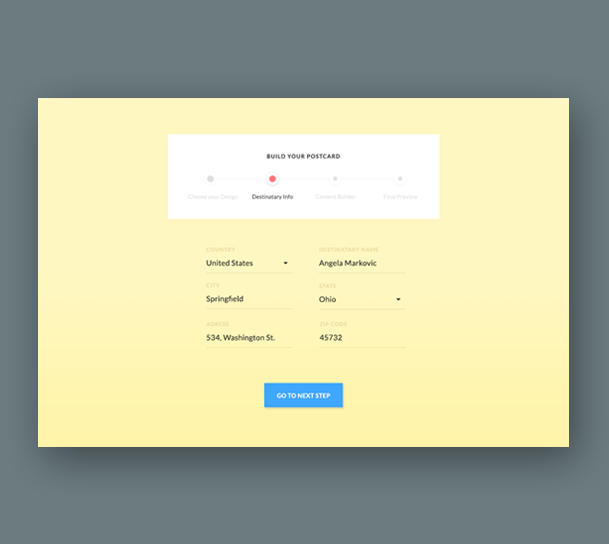 BUILD YOUR POSTCARD
Choose your Design
Destinatary Info
Content Builder
Final Preview
COUNTRY
DESTINATARY NAME
United States
Angela Markovic
CITY
STATE
Springfield
Ohio
ADRESS
ZIP CODE
534, Washington St.
45732
GO TO NEXT STEP